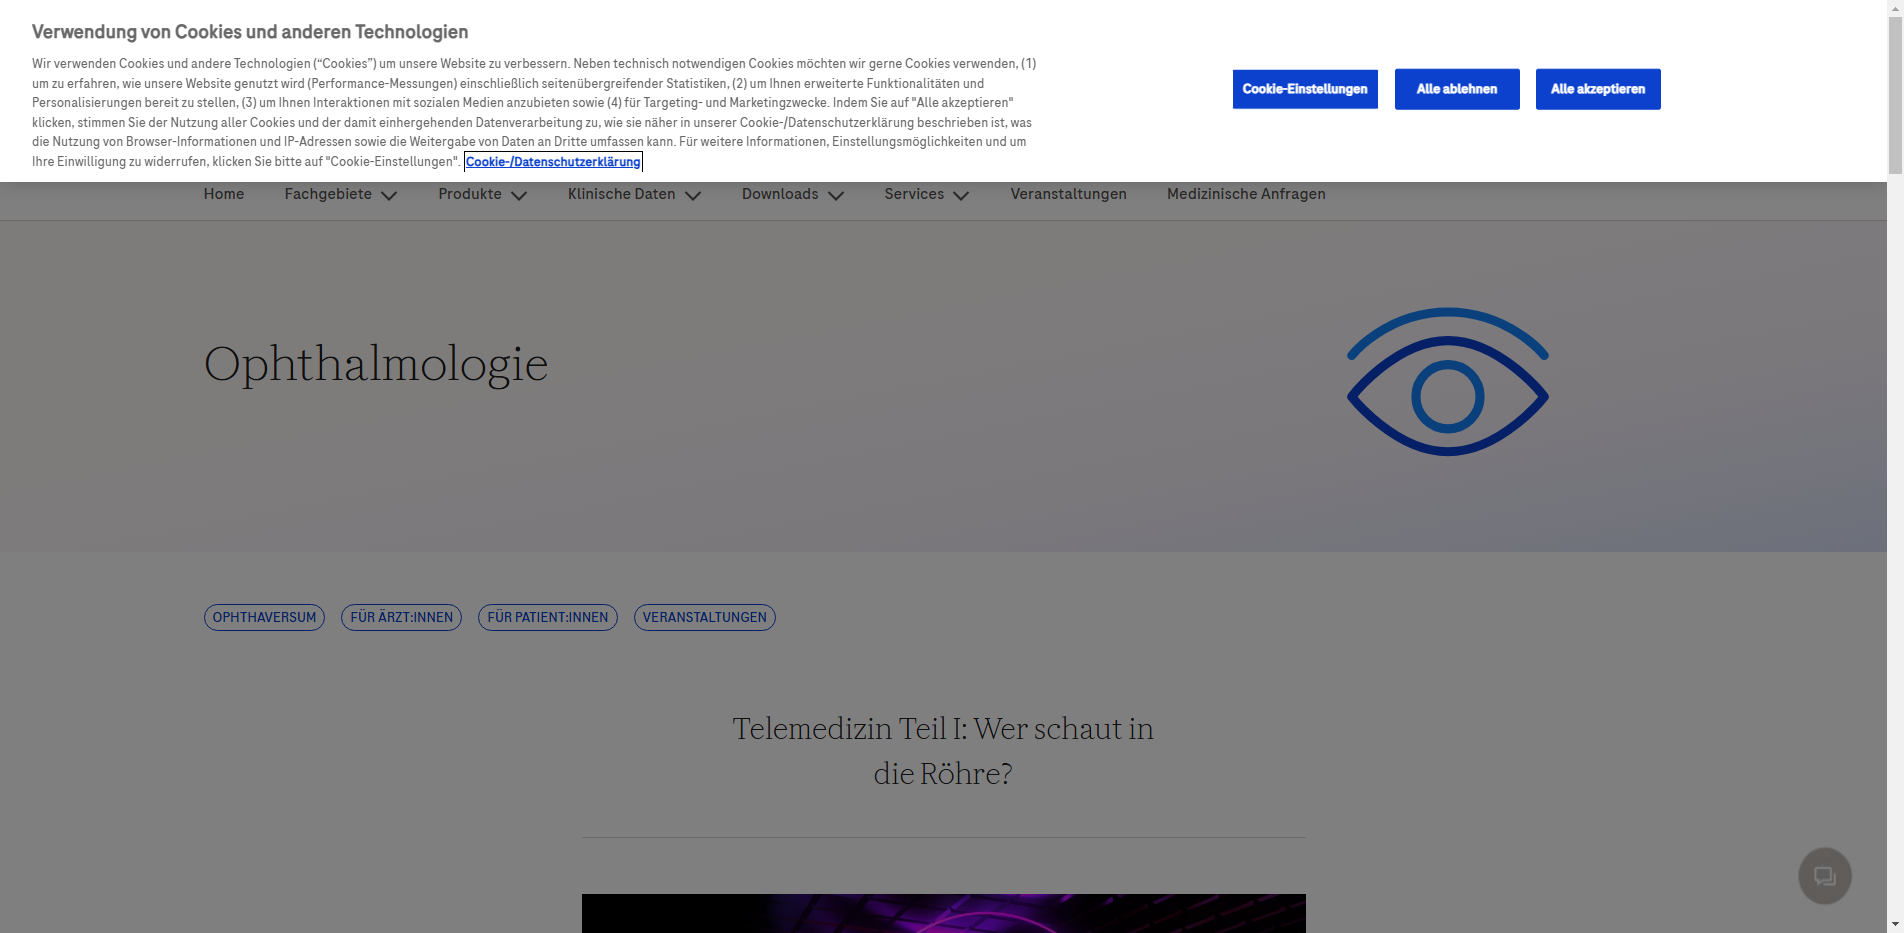 Verwendung von Cookies und anderen Technologien
Wir verwenden Cookies und andere Technologien (“Cookies”) um unsere Website zu verbessern. Neben technisch notwendigen Cookies möchten wir gerne Cookies verwenden, (1)
um zu erfahren, wie unsere Website genutzt wird (Performance-Messungen) einschließlich seitenübergreifender Statistiken, (2) um Ihnen erweiterte Funktionalitäten und
Personalisierungen bereit zu stellen, (3) um Ihnen Interaktionen mit sozialen Medien anzubieten sowie (4) für Targeting- und Marketingzwecke. Indem Sie auf "Alle akzeptieren"
klicken, stimmen Sie der Nutzung aller Cookies und der damit einhergehenden Datenverarbeitung zu, wie sie näher in unserer Cookie-/Datenschutzerklärung beschrieben ist, was
die Nutzung von Browser-Informationen und IP-Adressen sowie die Weitergabe von Daten an Dritte umfassen kann. Für weitere Informationen, Einstellungsmöglichkeiten und um
Ihre Einwilligung zu widerrufen, klicken Sie bitte auf "Cookie-Einstellungen". Cookie-/Datenschutzerklärung
Cookie-Einstellungen Alle ablehnen Alle akzeptieren
Home Fachgebiete Produkte Klinische Daten Downloads Services Veranstaltungen Medizinische Anfragen
Ophthalmologie
OPHTHAVERSUM FÜR ÄRZT:INNEN FÜR PATIENT:INNEN VERANSTALTUNGEN
Telemedizin Teil I: Wer schaut in
die Röhre?